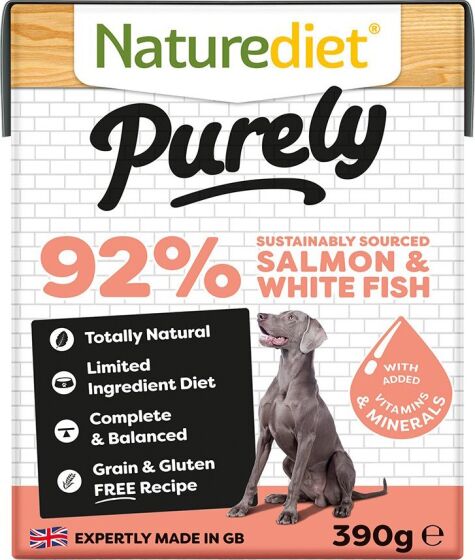 Naturediet®
Purely
92%
SUSTAINABLY SOURCED
SALMON &
WHITE FISH
Totally Natural
Limited
Ingredient Diet
Complete
& Balanced
Grain & Gluten
FREE Recipe
WITH
ADDED
VITAMINS
& MINERALS
EXPERTLY MADE IN GB
390g ℮